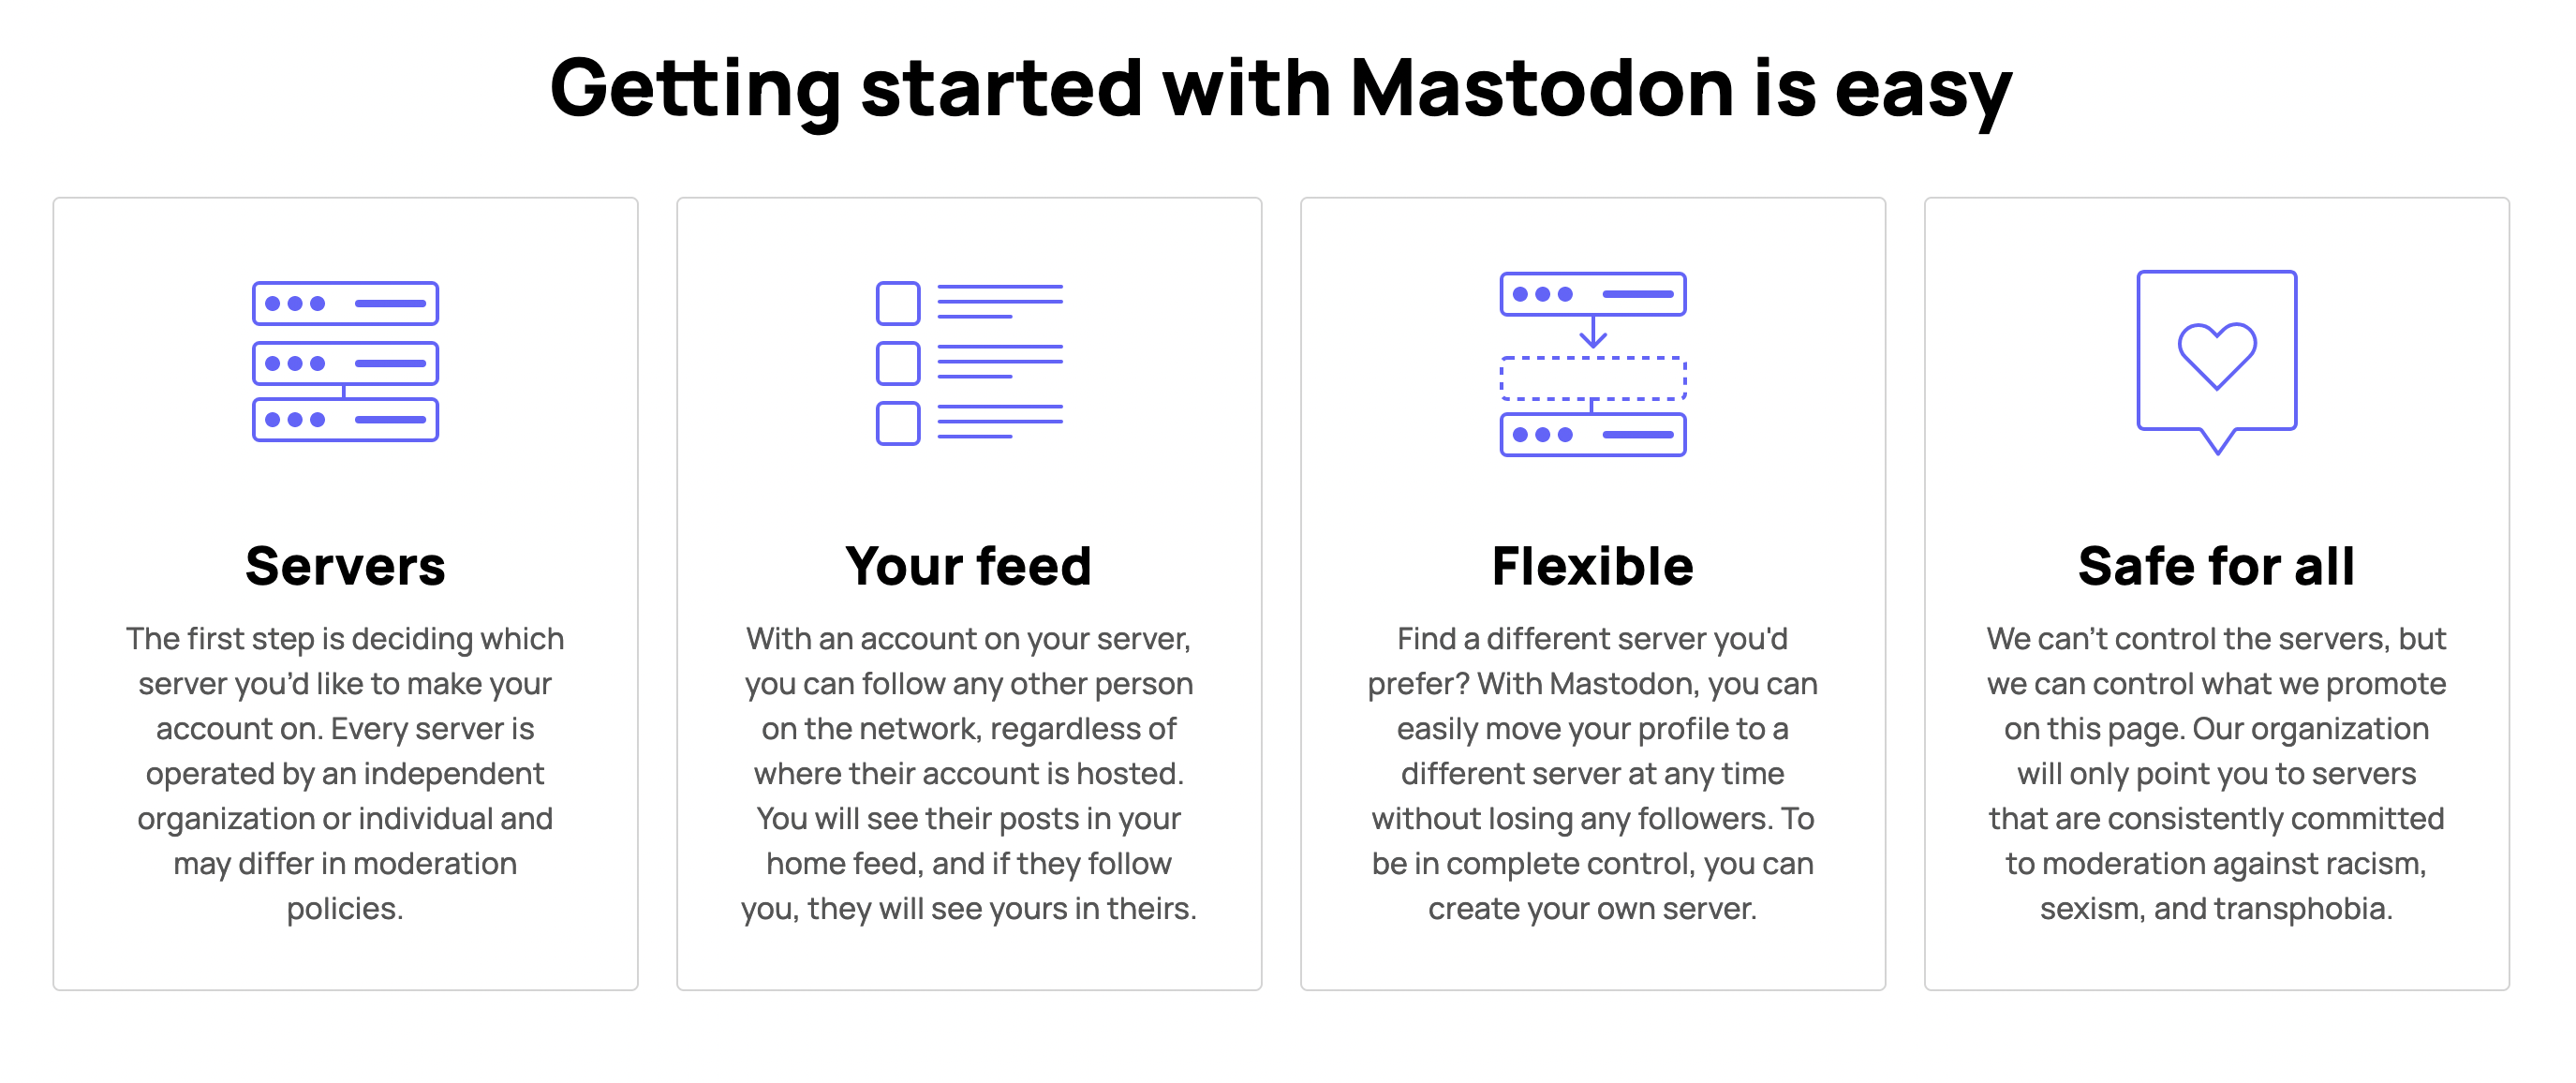 Getting started with Mastodon is easy
Servers
The first step is deciding which
server you’d like to make your
account on. Every server is
operated by an independent
organization or individual and
may differ in moderation
policies.
Your feed
With an account on your server,
you can follow any other person
on the network, regardless of
where their account is hosted.
You will see their posts in your
home feed, and if they follow
you, they will see yours in theirs.
Flexible
Find a different server you'd
prefer? With Mastodon, you can
easily move your profile to a
different server at any time
without losing any followers. To
be in complete control, you can
create your own server.
Safe for all
We can’t control the servers, but
we can control what we promote
on this page. Our organization
will only point you to servers
that are consistently committed
to moderation against racism,
sexism, and transphobia.